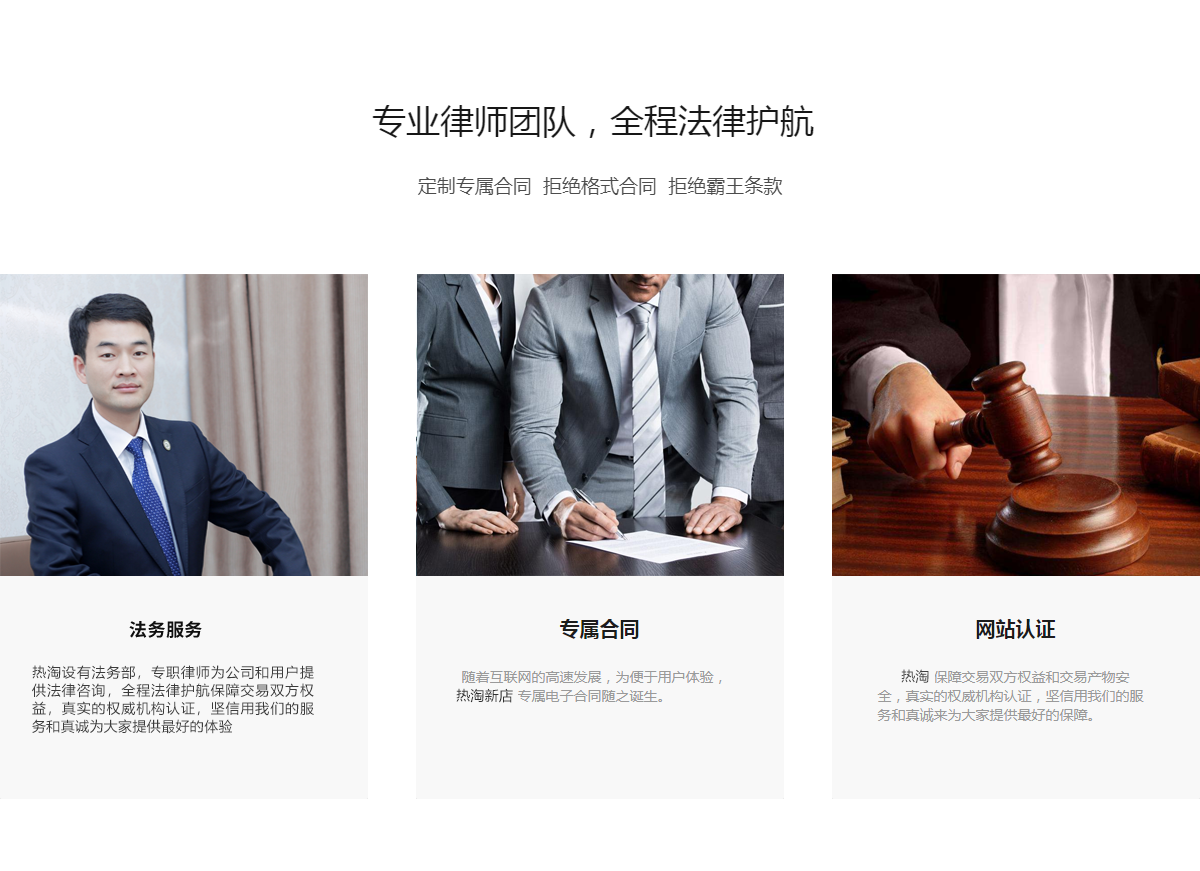 专业律师团队，全程法律护航
定制专属合同 拒绝格式合同 拒绝霸王条款
法务服务
热淘设有法务部，专职律师为公司和用户提
供法律咨询，全程法律护航保障交易双方权
益，真实的权威机构认证，坚信用我们的服
务和真诚为大家提供最好的体验
专属合同
随着互联网的高速发展，为便于用户体验，
热淘新店 专属电子合同随之诞生。
网站认证
热淘 保障交易双方权益和交易产物安
全，真实的权威机构认证，坚信用我们的服
务和真诚来为大家提供最好的保障。